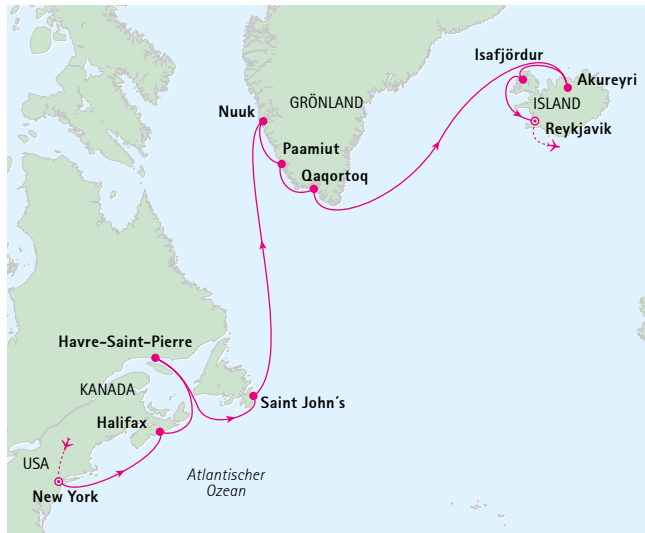 Isafjördur
Akureyri
GRÖNLAND
ISLAND
Nuuk
Reykjavik
Paamiut
Qaqortoq
Havre-Saint-Pierre
KANADA
Saint John´s
Halifax
USA
Atlantischer
Ozean
New York